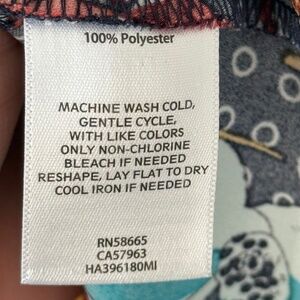 100% Polyester
MACHINE WASH COLD,
GENTLE CYCLE,
WITH LIKE COLORS
ONLY NON-CHLORINE
BLEACH IF NEEDED
RESHAPE, LAY FLAT TO DRY
COOL IRON IF NEEDED
RN58665
CA57963
HA396180MI